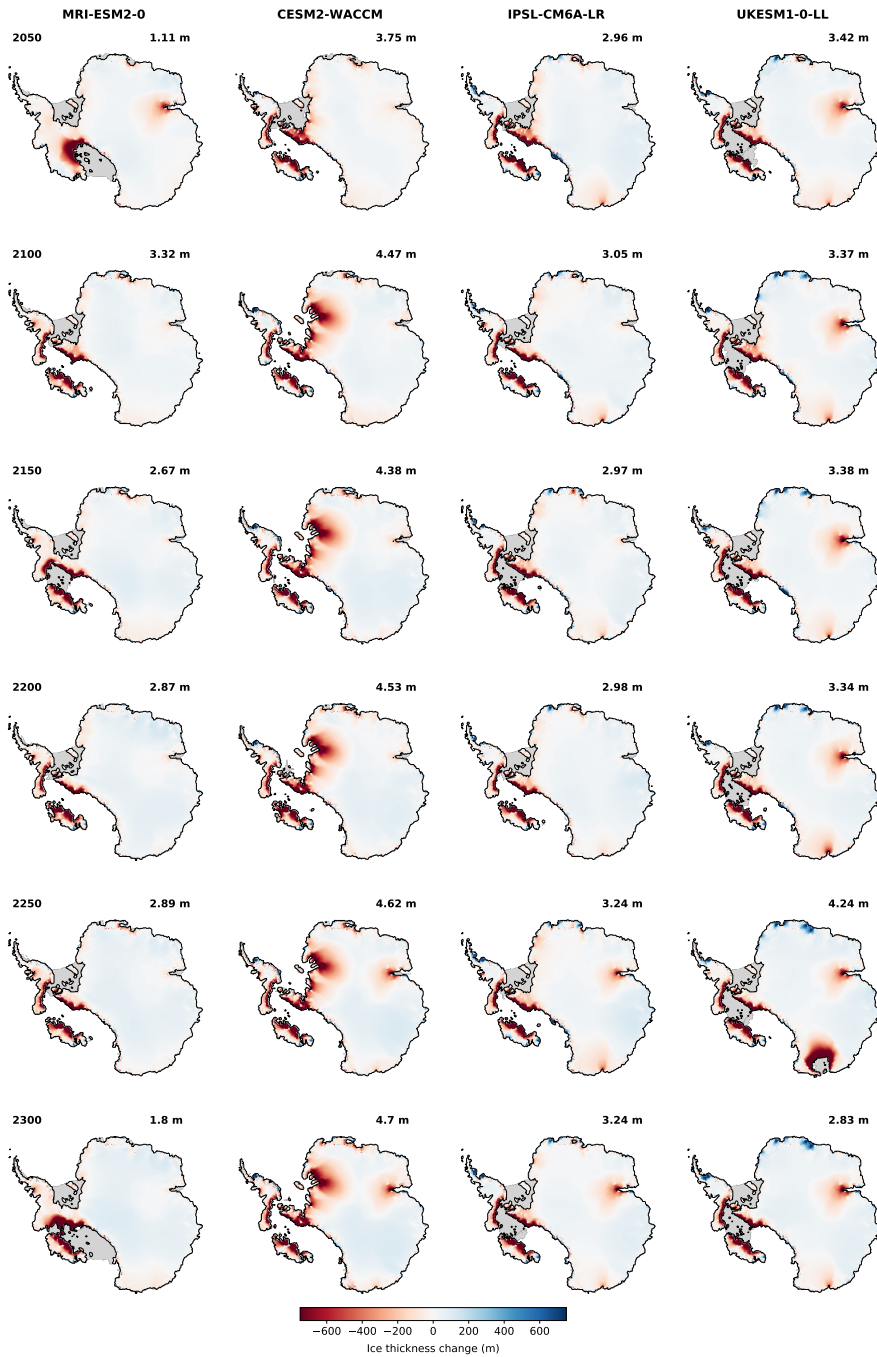 MRI-ESM2-0 CESM2-WACCM IPSL-CM6A-LR UKESM1-0-LL
2050 1.11 m 3.75 m 2.96 m 3.42 m
2100 3.32 m 4.47 m 3.05 m 3.37 m
2150 2.67 m 4.38 m 2.97 m 3.38 m
2200 2.87 m 4.53 m 2.98 m 3.34 m
2250 2.89 m 4.62 m 3.24 m 4.24 m
2300 1.8 m 4.7 m 3.24 m 2.83 m
−600 −400 −200 0 200 400 600
Ice thickness change (m)